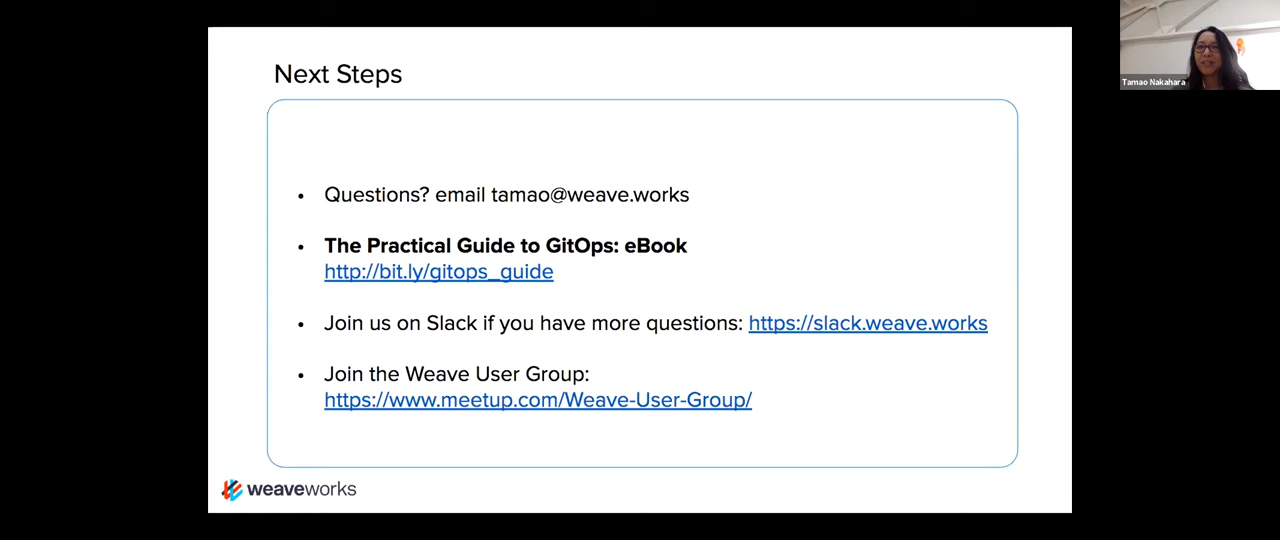 Next Steps
• Questions? email tamao@weave.works
• The Practical Guide to GitOps: eBook
http://bit.ly/gitops_guide
• Join us on Slack if you have more questions: https://slack.weave.works
• Join the Weave User Group:
https://www.meetup.com/Weave-User-Group/
weaveworks
Tamao Nakahara